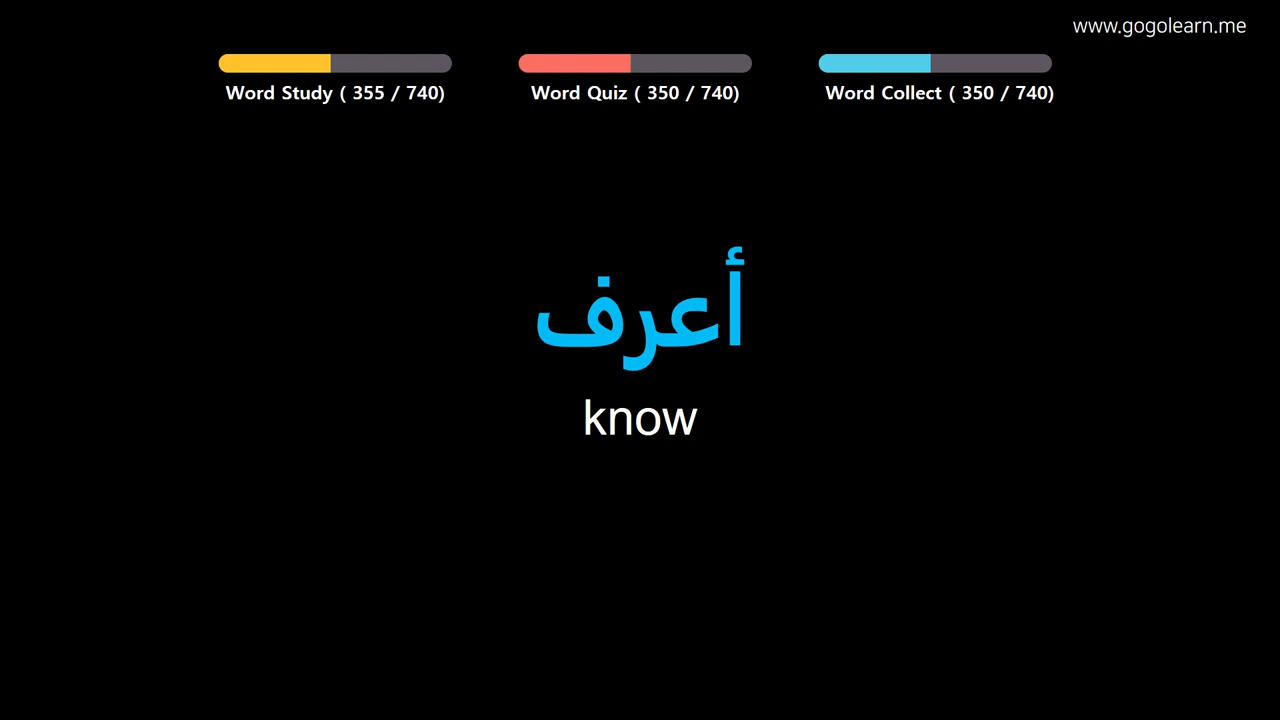 www.gogolearn.me
Word Study ( 355 / 740)
Word Quiz ( 350 / 740)
Word Collect ( 350 / 740)
أعرف
know